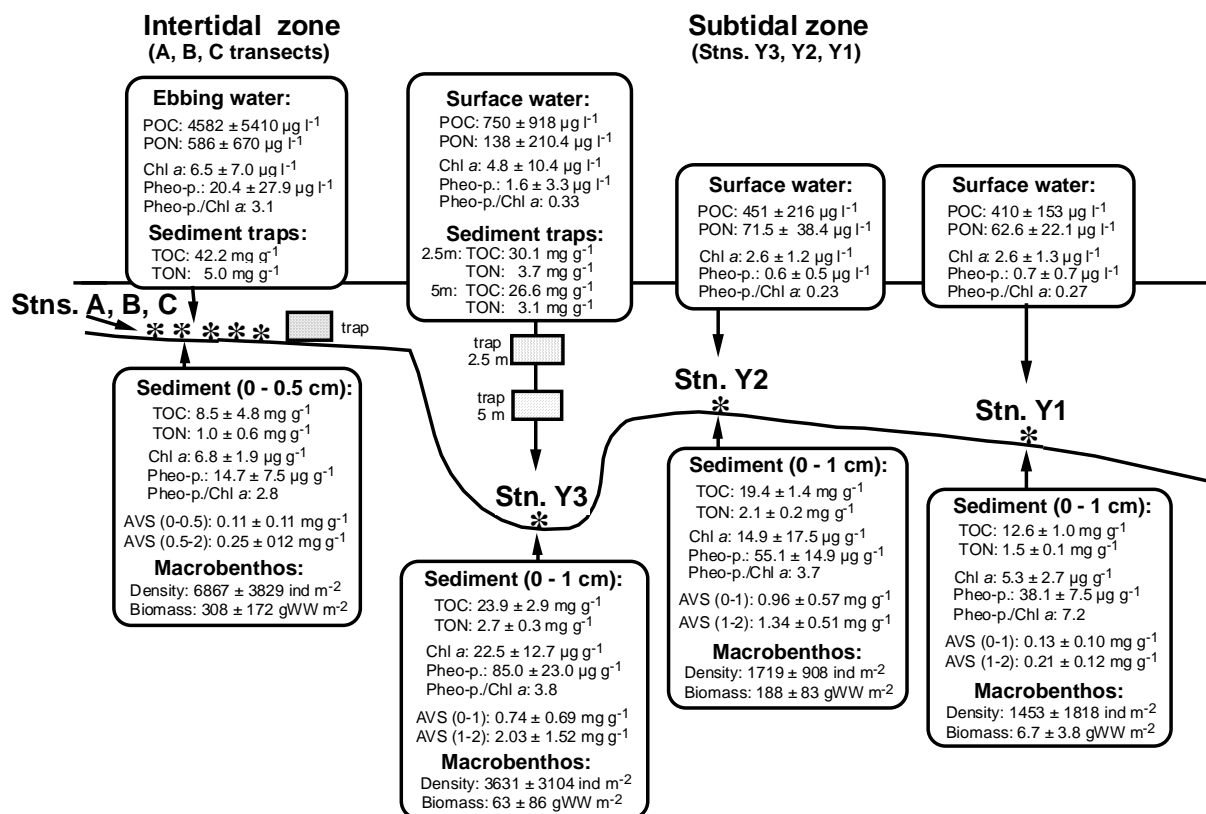 Intertidal zone
(A, B, C transects)
Subtidal zone
(Stns. Y3, Y2, Y1)
Ebbing water:
POC: 4582 ± 5410 µg l-1
PON: 586 ± 670 µg l-1
Chl a: 6.5 ± 7.0 µg l-1
Pheo-p.: 20.4 ± 27.9 µg l-1
Pheo-p./Chl a: 3.1
Sediment traps:
TOC: 42.2 mg g-1
TON: 5.0 mg g-1
Surface water:
POC: 750 ± 918 µg l-1
PON: 138 ± 210.4 µg l-1
Chl a: 4.8 ± 10.4 µg l-1
Pheo-p.: 1.6 ± 3.3 µg l-1
Pheo-p./Chl a: 0.33
Sediment traps:
2.5m: TOC: 30.1 mg g-1
TON: 3.7 mg g-1
5m: TOC: 26.6 mg g-1
TON: 3.1 mg g-1
Surface water:
POC: 451 ± 216 µg l-1
PON: 71.5 ± 38.4 µg l-1
Chl a: 2.6 ± 1.2 µg l-1
Pheo-p.: 0.6 ± 0.5 µg l-1
Pheo-p./Chl a: 0.23
Surface water:
POC: 410 ± 153 µg l-1
PON: 62.6 ± 22.1 µg l-1
Chl a: 2.6 ± 1.3 µg l-1
Pheo-p.: 0.7 ± 0.7 µg l-1
Pheo-p./Chl a: 0.27
Stns. A, B, C
* * * * *
trap
trap
2.5 m
trap
5 m
Stn. Y3
*
Stn. Y2
*
Stn. Y1
*
Sediment (0 - 0.5 cm):
TOC: 8.5 ± 4.8 mg g-1
TON: 1.0 ± 0.6 mg g-1
Chl a: 6.8 ± 1.9 µg g-1
Pheo-p.: 14.7 ± 7.5 µg g-1
Pheo-p./Chl a: 2.8
AVS (0-0.5): 0.11 ± 0.11 mg g-1
AVS (0.5-2): 0.25 ± 012 mg g-1
Macrobenthos:
Density: 6867 ± 3829 ind m-2
Biomass: 308 ± 172 gWW m-2
Sediment (0 - 1 cm):
TOC: 23.9 ± 2.9 mg g-1
TON: 2.7 ± 0.3 mg g-1
Chl a: 22.5 ± 12.7 µg g-1
Pheo-p.: 85.0 ± 23.0 µg g-1
Pheo-p./Chl a: 3.8
AVS (0-1): 0.74 ± 0.69 mg g-1
AVS (1-2): 2.03 ± 1.52 mg g-1
Macrobenthos:
Density: 3631 ± 3104 ind m-2
Biomass: 63 ± 86 gWW m-2
Sediment (0 - 1 cm):
TOC: 19.4 ± 1.4 mg g-1
TON: 2.1 ± 0.2 mg g-1
Chl a: 14.9 ± 17.5 µg g-1
Pheo-p.: 55.1 ± 14.9 µg g-1
Pheo-p./Chl a: 3.7
AVS (0-1): 0.96 ± 0.57 mg g-1
AVS (1-2): 1.34 ± 0.51 mg g-1
Macrobenthos:
Density: 1719 ± 908 ind m-2
Biomass: 188 ± 83 gWW m-2
Sediment (0 - 1 cm):
TOC: 12.6 ± 1.0 mg g-1
TON: 1.5 ± 0.1 mg g-1
Chl a: 5.3 ± 2.7 µg g-1
Pheo-p.: 38.1 ± 7.5 µg g-1
Pheo-p./Chl a: 7.2
AVS (0-1): 0.13 ± 0.10 mg g-1
AVS (1-2): 0.21 ± 0.12 mg g-1
Macrobenthos:
Density: 1453 ± 1818 ind m-2
Biomass: 6.7 ± 3.8 gWW m-2